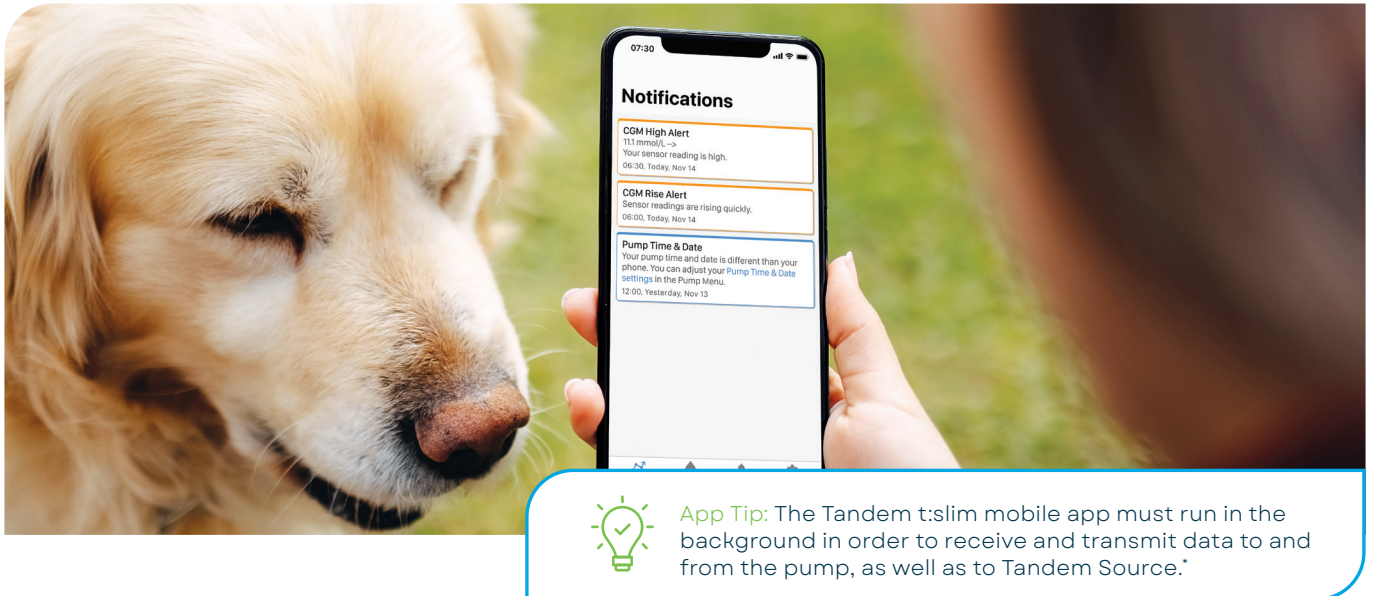 07:30
Notifications
CGM High Alert
11.1 mmol/L –>
Your sensor reading is high.
06:30, Today, Nov 14
CGM Rise Alert
Sensor readings are rising quickly.
06:00, Today, Nov 14
Pump Time & Date
Your pump time and date is different than your
phone. You can adjust your Pump Time & Date
settings in the Pump Menu.
12:00, Yesterday, Nov 13
App Tip: The Tandem t:slim mobile app must run in the
background in order to receive and transmit data to and
from the pump, as well as to Tandem Source.*